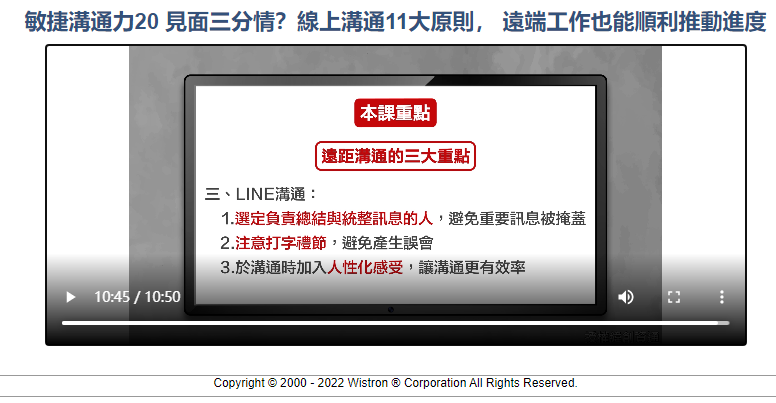 敏捷溝通力20 見面三分情？線上溝通11大原則， 遠端工作也能順利推動進度
本課重點
遠距溝通的三大重點
三、LINE溝通：
1.選定負責總結與統整訊息的人，避免重要訊息被掩蓋
2.注意打字禮節，避免產生誤會
3.於溝通時加入人性化感受，讓溝通更有效率
10:45 / 10:50
Copyright © 2000 - 2022 Wistron ® Corporation All Rights Reserved.